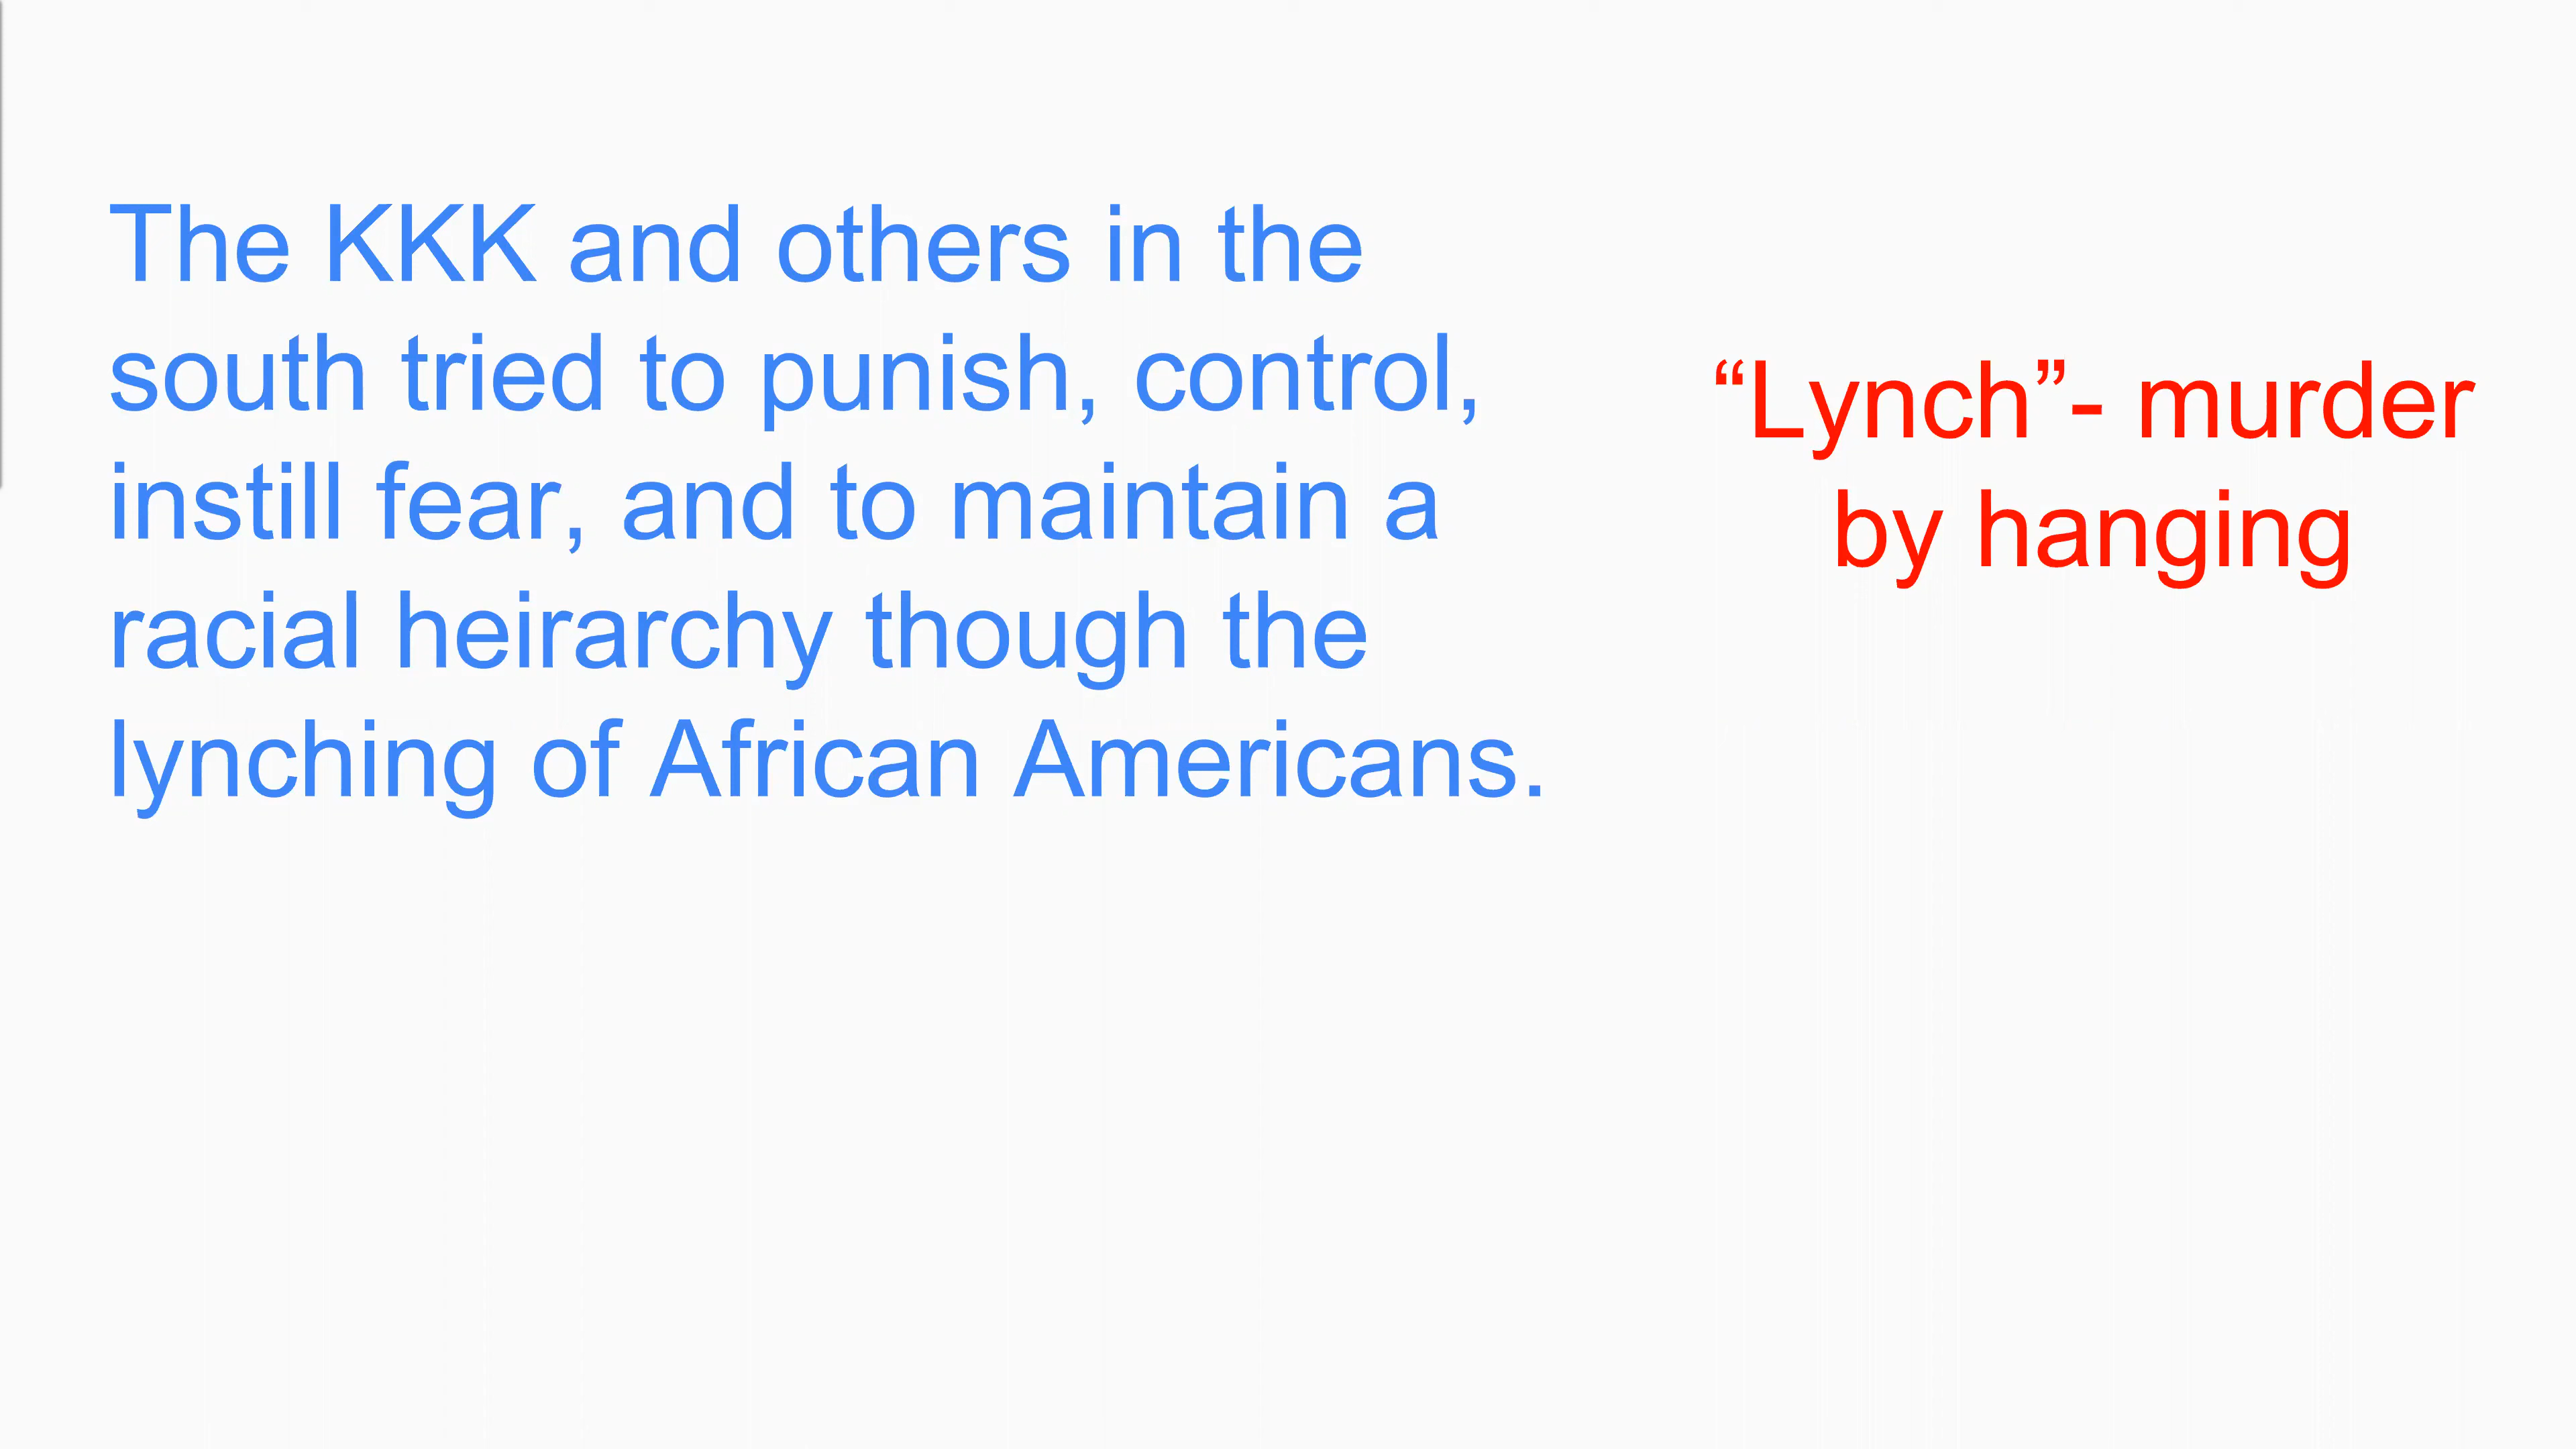 The KKK and others in the
south tried to punish, control,
instill fear, and to maintain a
racial heirarchy though the
lynching of African Americans.
“Lynch”- murder
by hanging